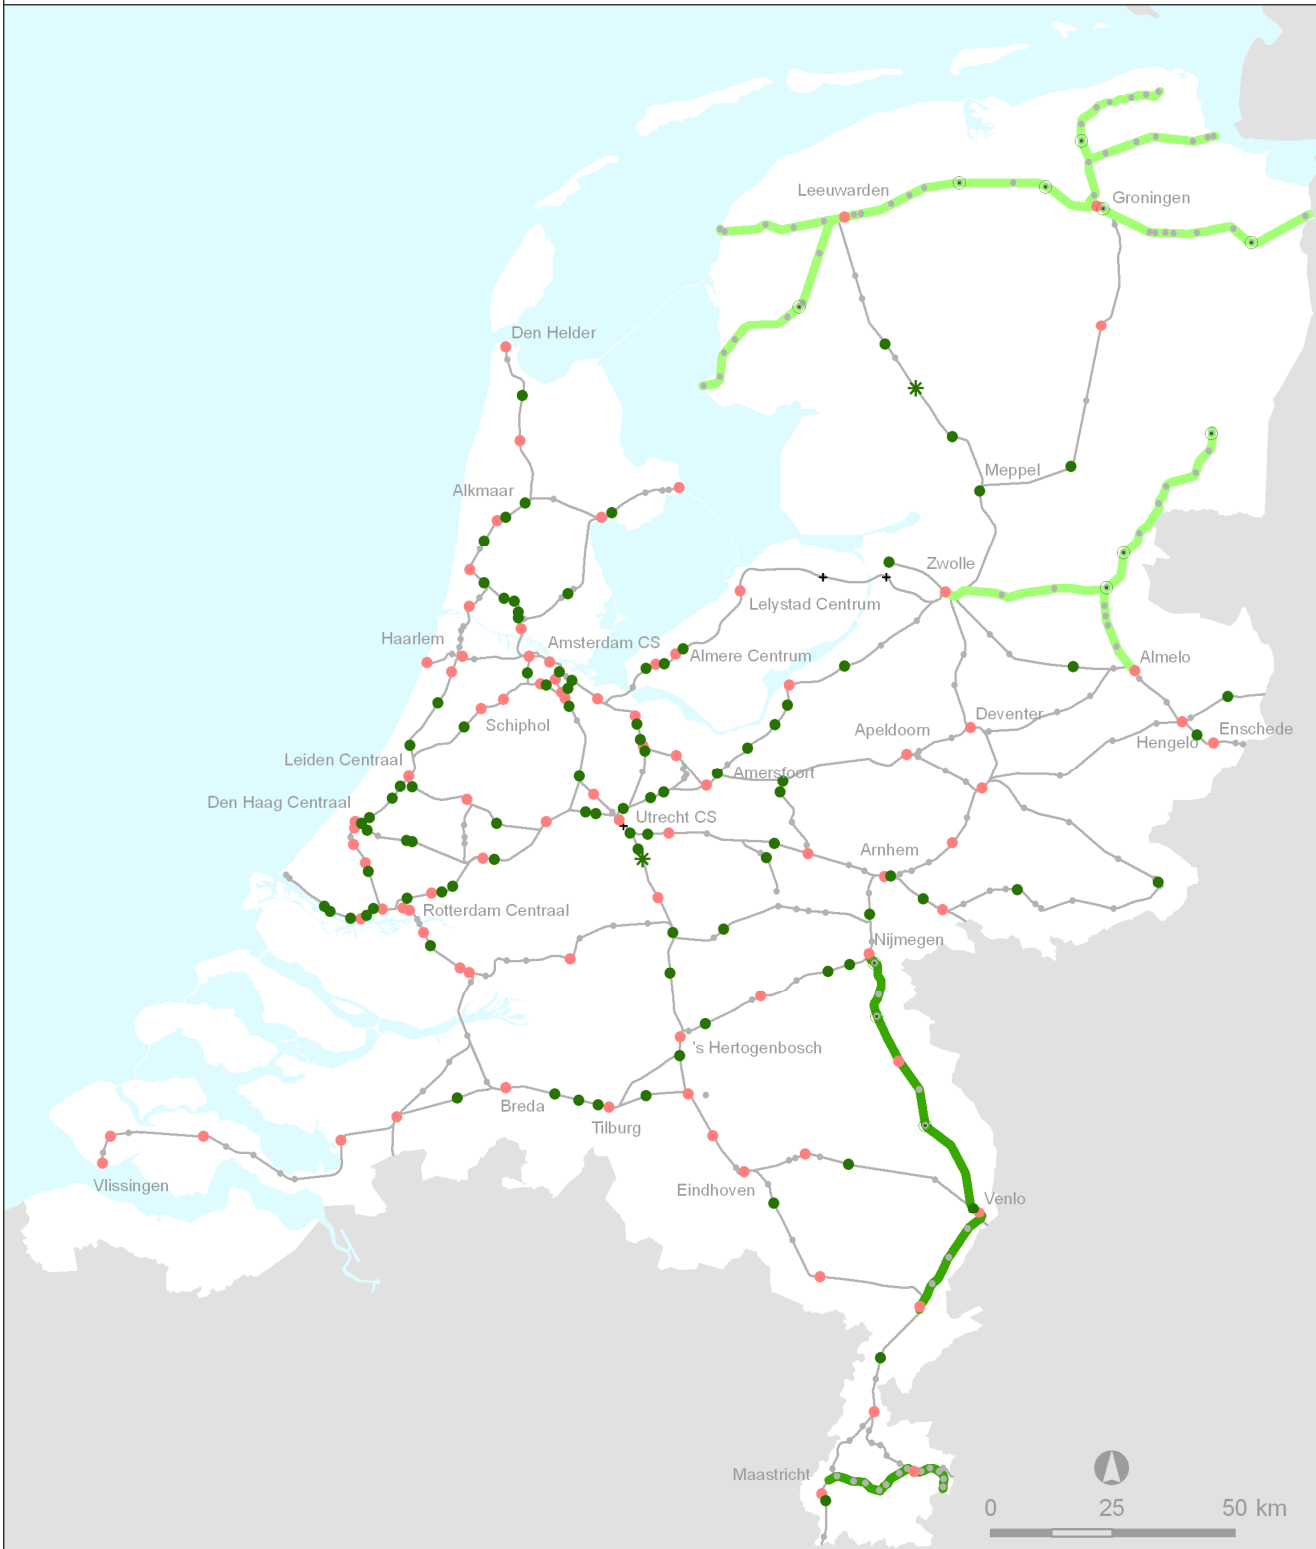 Leeuwarden
Groningen
Den Helder
Alkmaar
Meppel
Zwolle
Lelystad Centrum
Haarlem
Amsterdam CS
Almere Centrum
Almelo
Schiphol
Apeldoorn
Deventer
Hengelo
Enschede
Leiden Centraal
Amersfoort
Den Haag Centraal
Utrecht CS
Arnhem
Rotterdam Centraal
Nijmegen
's Hertogenbosch
Breda
Tilburg
Vlissingen
Eindhoven
Venlo
Maastricht
0 25 50 km